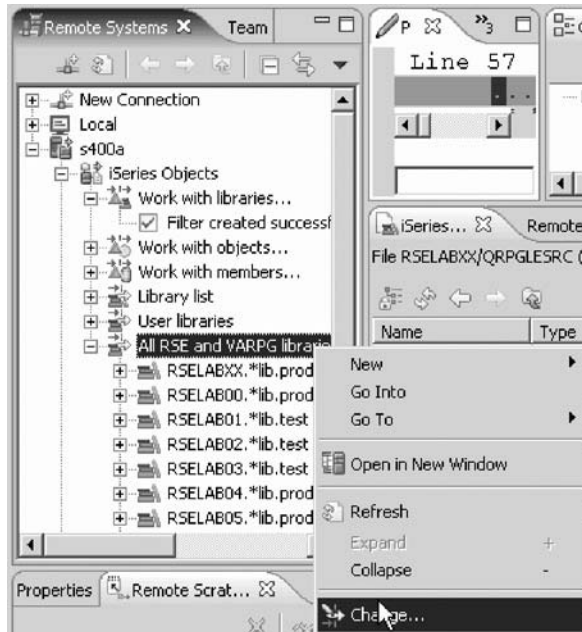 Remote Systems Team
New Connection
Local
s400a
iSeries Objects
Work with libraries...
Filter created successf
Work with objects...
Work with members...
Library list
User libraries
All RSE and VARPG librarie
RSELABXX.*lib.prod
RSELAB00.*lib.prod
RSELAB01.*lib.test
RSELAB02.*lib.test
RSELAB03.*lib.test
RSELAB04.*lib.prod
RSELAB05.*lib.prod
Properties Remote Scrat...
P »3
Line 57
iSeries... Remote
File RSELABXX/QRPGLESRC (
Name Type
New
Go Into
Go To
Open in New Window
Refresh
Expand +
Collapse -
Change...